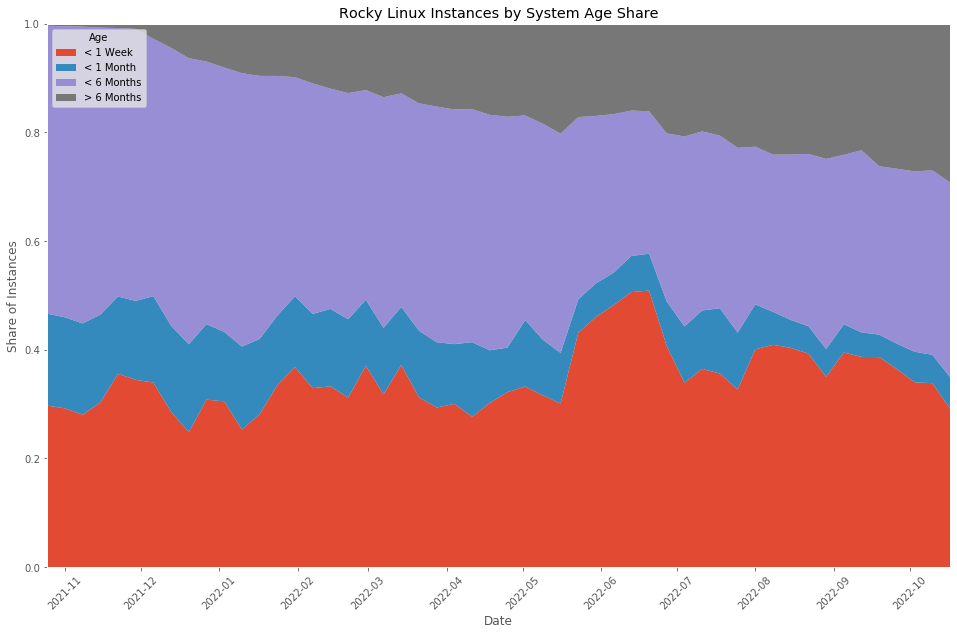 Rocky Linux Instances by System Age Share
Age
< 1 Week
< 1 Month
< 6 Months
> 6 Months
Share of Instances
1.0
0.8
0.6
0.4
0.2
0.0
2021-11
2021-12
2022-01
2022-02
2022-03
2022-04
2022-05
2022-06
2022-07
2022-08
2022-09
2022-10
Date